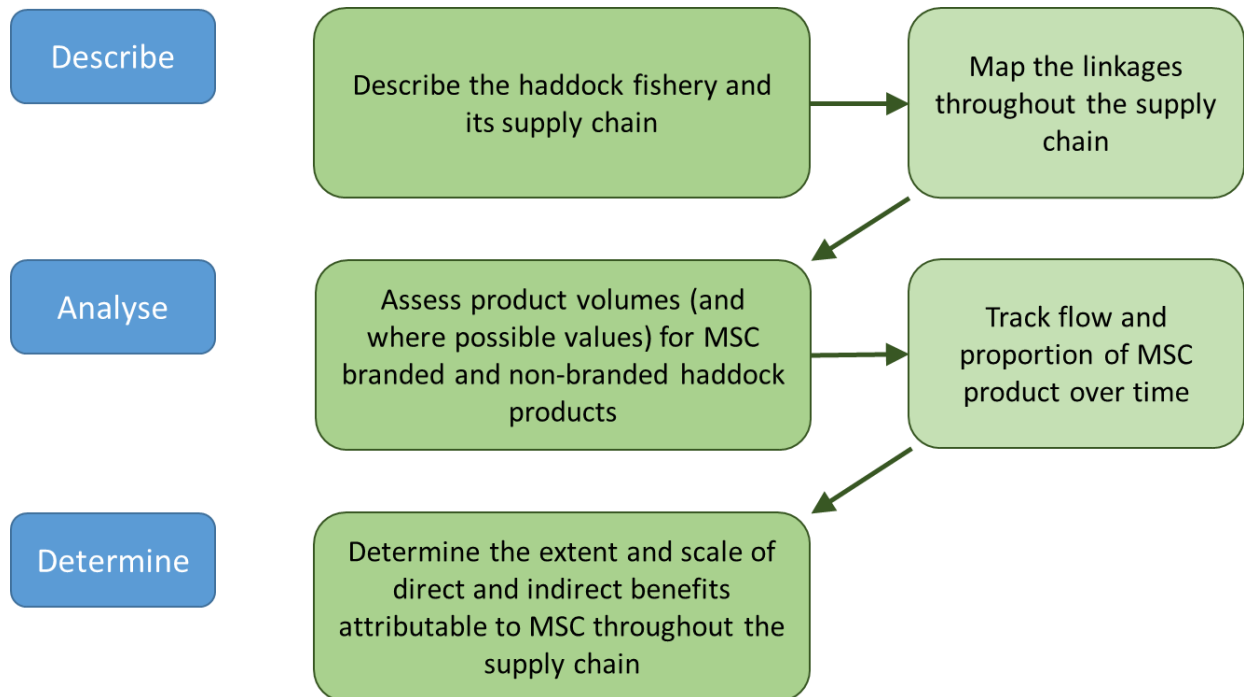 Describe
Describe the haddock fishery and
its supply chain
Map the linkages
throughout the supply
chain
Analyse
Assess product volumes (and
where possible values) for MSC
branded and non-branded haddock
products
Track flow and
proportion of MSC
product over time
Determine
Determine the extent and scale of
direct and indirect benefits
attributable to MSC throughout the
supply chain